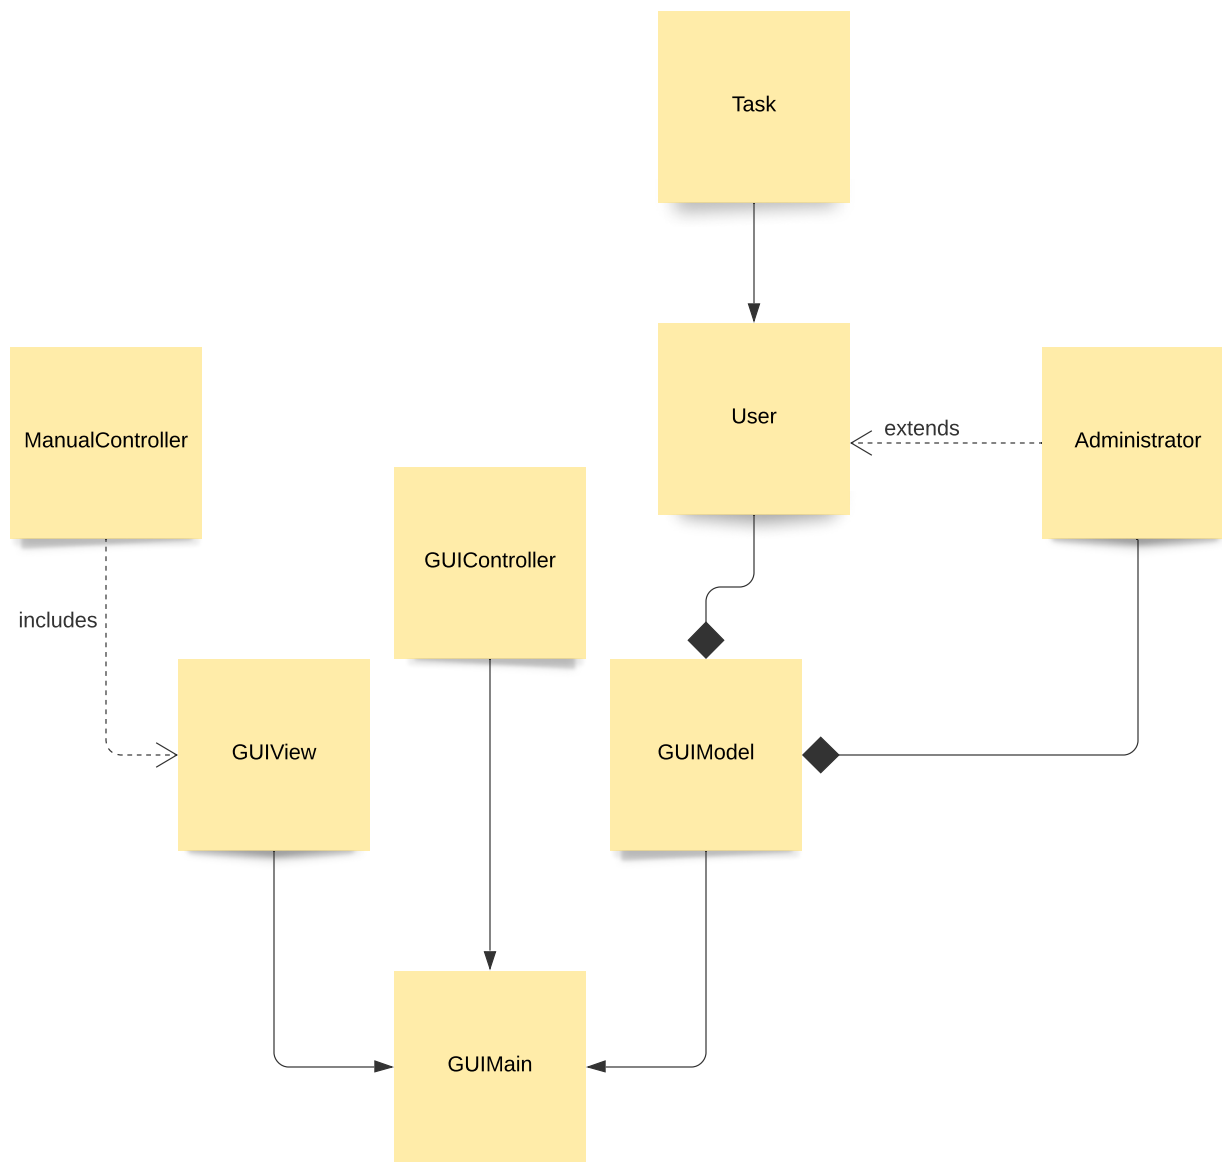 Task
User
extends
Administrator
ManualController
GUIController
includes
GUIView
GUIModel
GUIMain